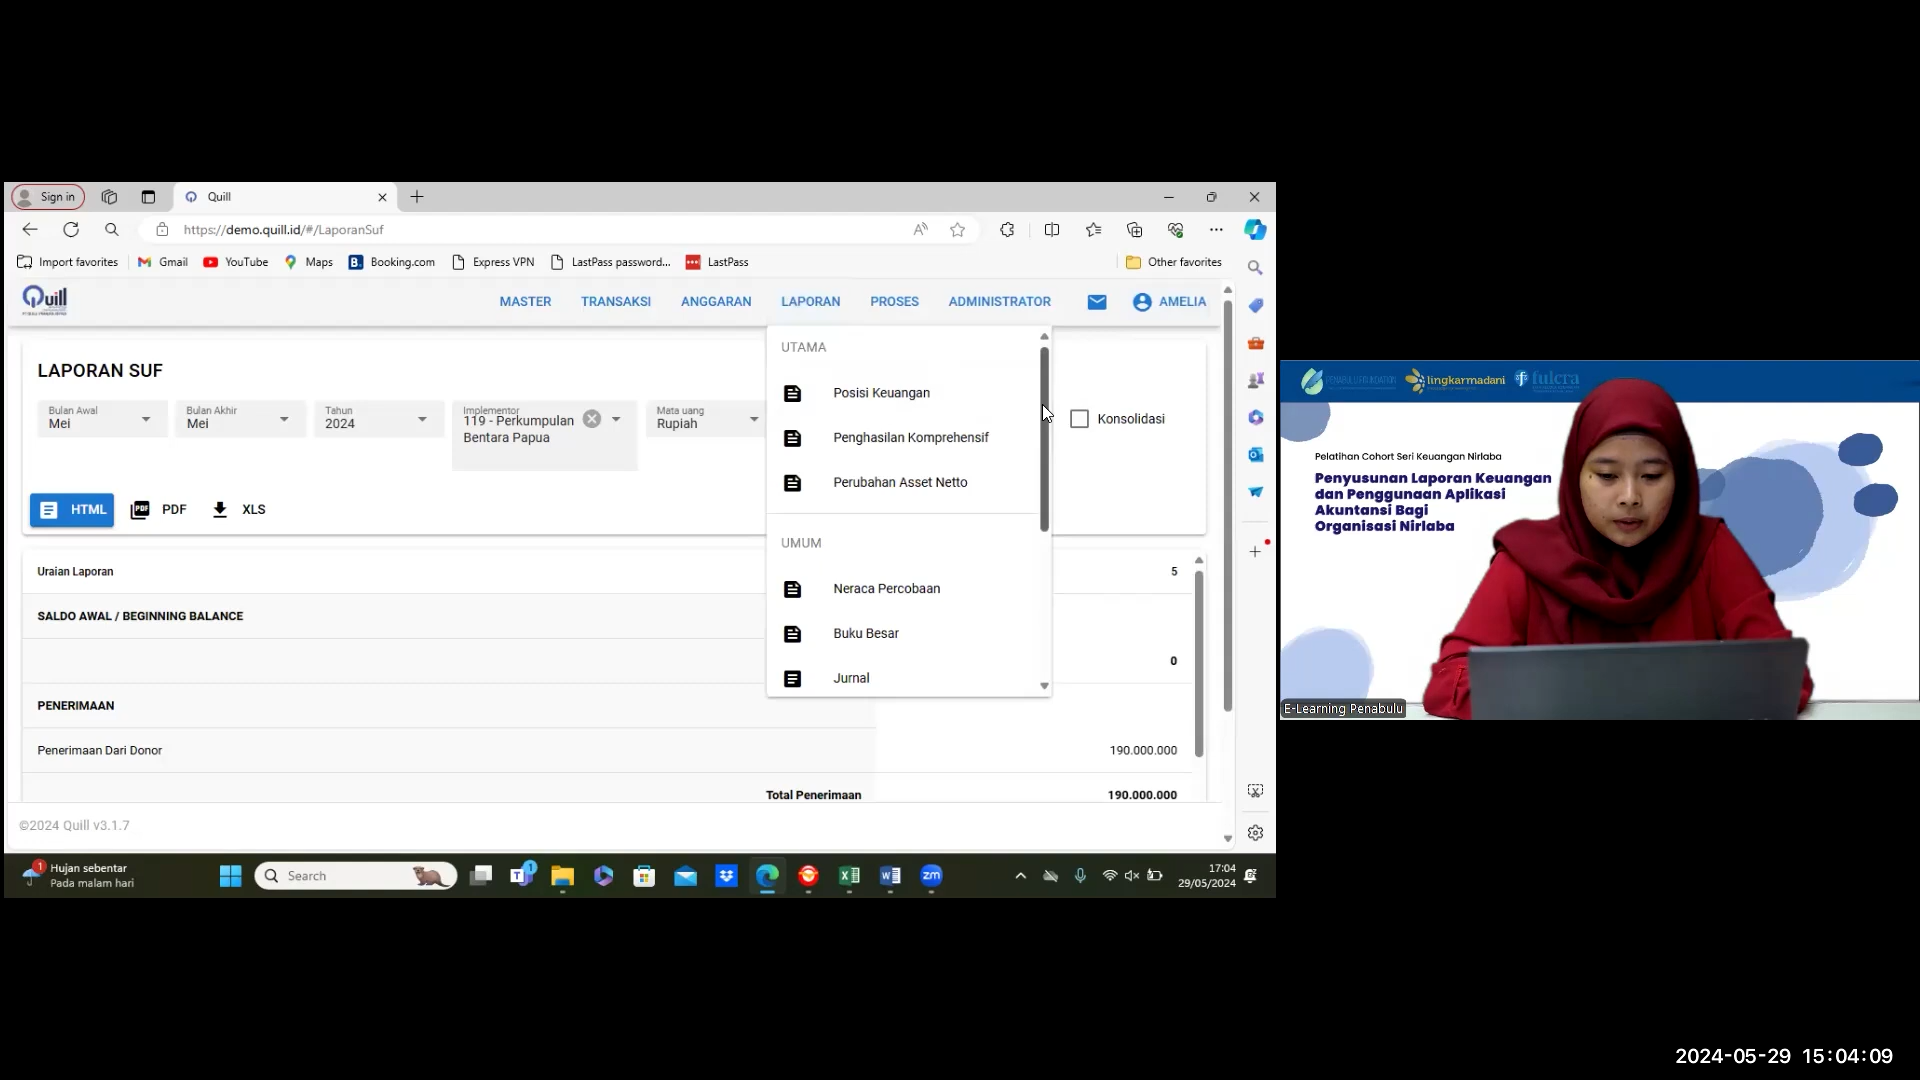 Sign in
Quill
https://demo.quill.id/#/LaporanSuf
Import favorites
Gmail
YouTube
Maps
Booking.com
Express VPN
LastPass password...
LastPass
Other favorites
Quill
MASTER
TRANSAKSI
ANGGARAN
LAPORAN
PROSES
ADMINISTRATOR
AMELIA
UTAMA
Posisi Keuangan
Penghasilan Komprehensif
Perubahan Asset Netto
UMUM
Neraca Percobaan
Buku Besar
Jurnal
LAPORAN SUF
Bulan Awal
Mei
Bulan Akhir
Mei
Tahun
2024
Implementor
119 - Perkumpulan
Bentara Papua
Mata uang
Rupiah
Konsolidasi
HTML
PDF
XLS
Uraian Laporan
5
SALDO AWAL / BEGINNING BALANCE
0
PENERIMAAN
Penerimaan Dari Donor
190.000.000
Total Penerimaan
190.000.000
©2024 Quill v3.1.7
1
Hujan sebentar
Pada malam hari
Search
1
zm
17:04
29/05/2024
PENABULU FOUNDATION
lingkarmadani
fulcra
Pelatihan Cohort Seri Keuangan Nirlaba
Penyusunan Laporan Keuangan
dan Penggunaan Aplikasi
Akuntansi Bagi
Organisasi Nirlaba
E-Learning Penabulu
2024-05-29 15:04:09